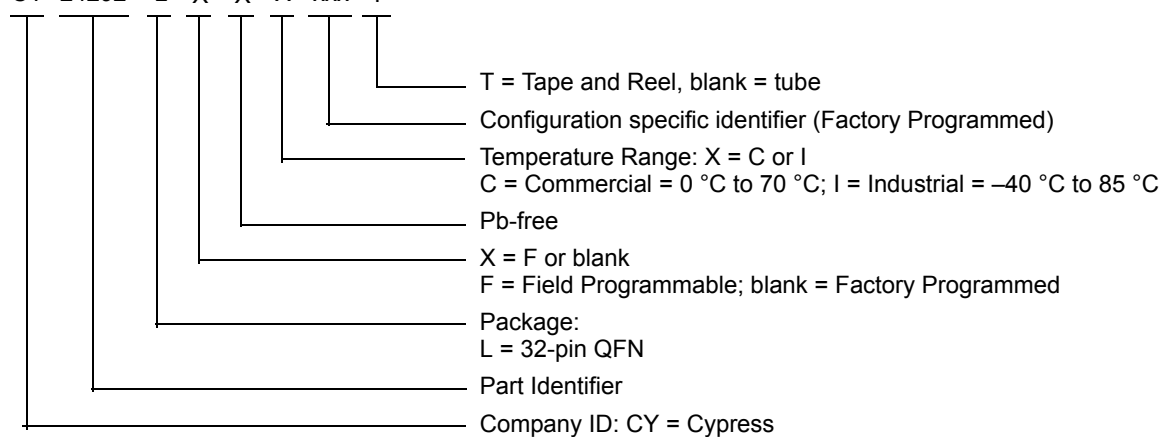 T = Tape and Reel, blank = tube
Configuration specific identifier (Factory Programmed)
Temperature Range: X = C or I
C = Commercial = 0 °C to 70 °C; I = Industrial = –40 °C to 85 °C
Pb-free
X = F or blank
F = Field Programmable; blank = Factory Programmed
Package:
L = 32-pin QFN
Part Identifier
Company ID: CY = Cypress